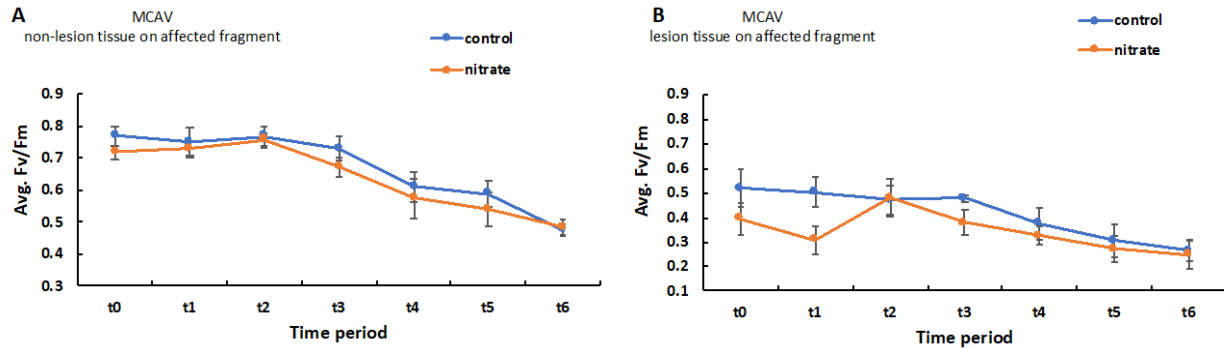 A
MCAV
non-lesion tissue on affected fragment
control
nitrate
0.9
0.8
0.7
0.6
0.5
0.4
0.3
Avg. Fv/Fm
t0 t1 t2 t3 t4 t5 t6
Time period
B
MCAV
lesion tissue on affected fragment
control
nitrate
0.9
0.8
0.7
0.6
0.5
0.4
0.3
0.2
0.1
Avg. Fv/Fm
t0 t1 t2 t3 t4 t5 t6
Time period